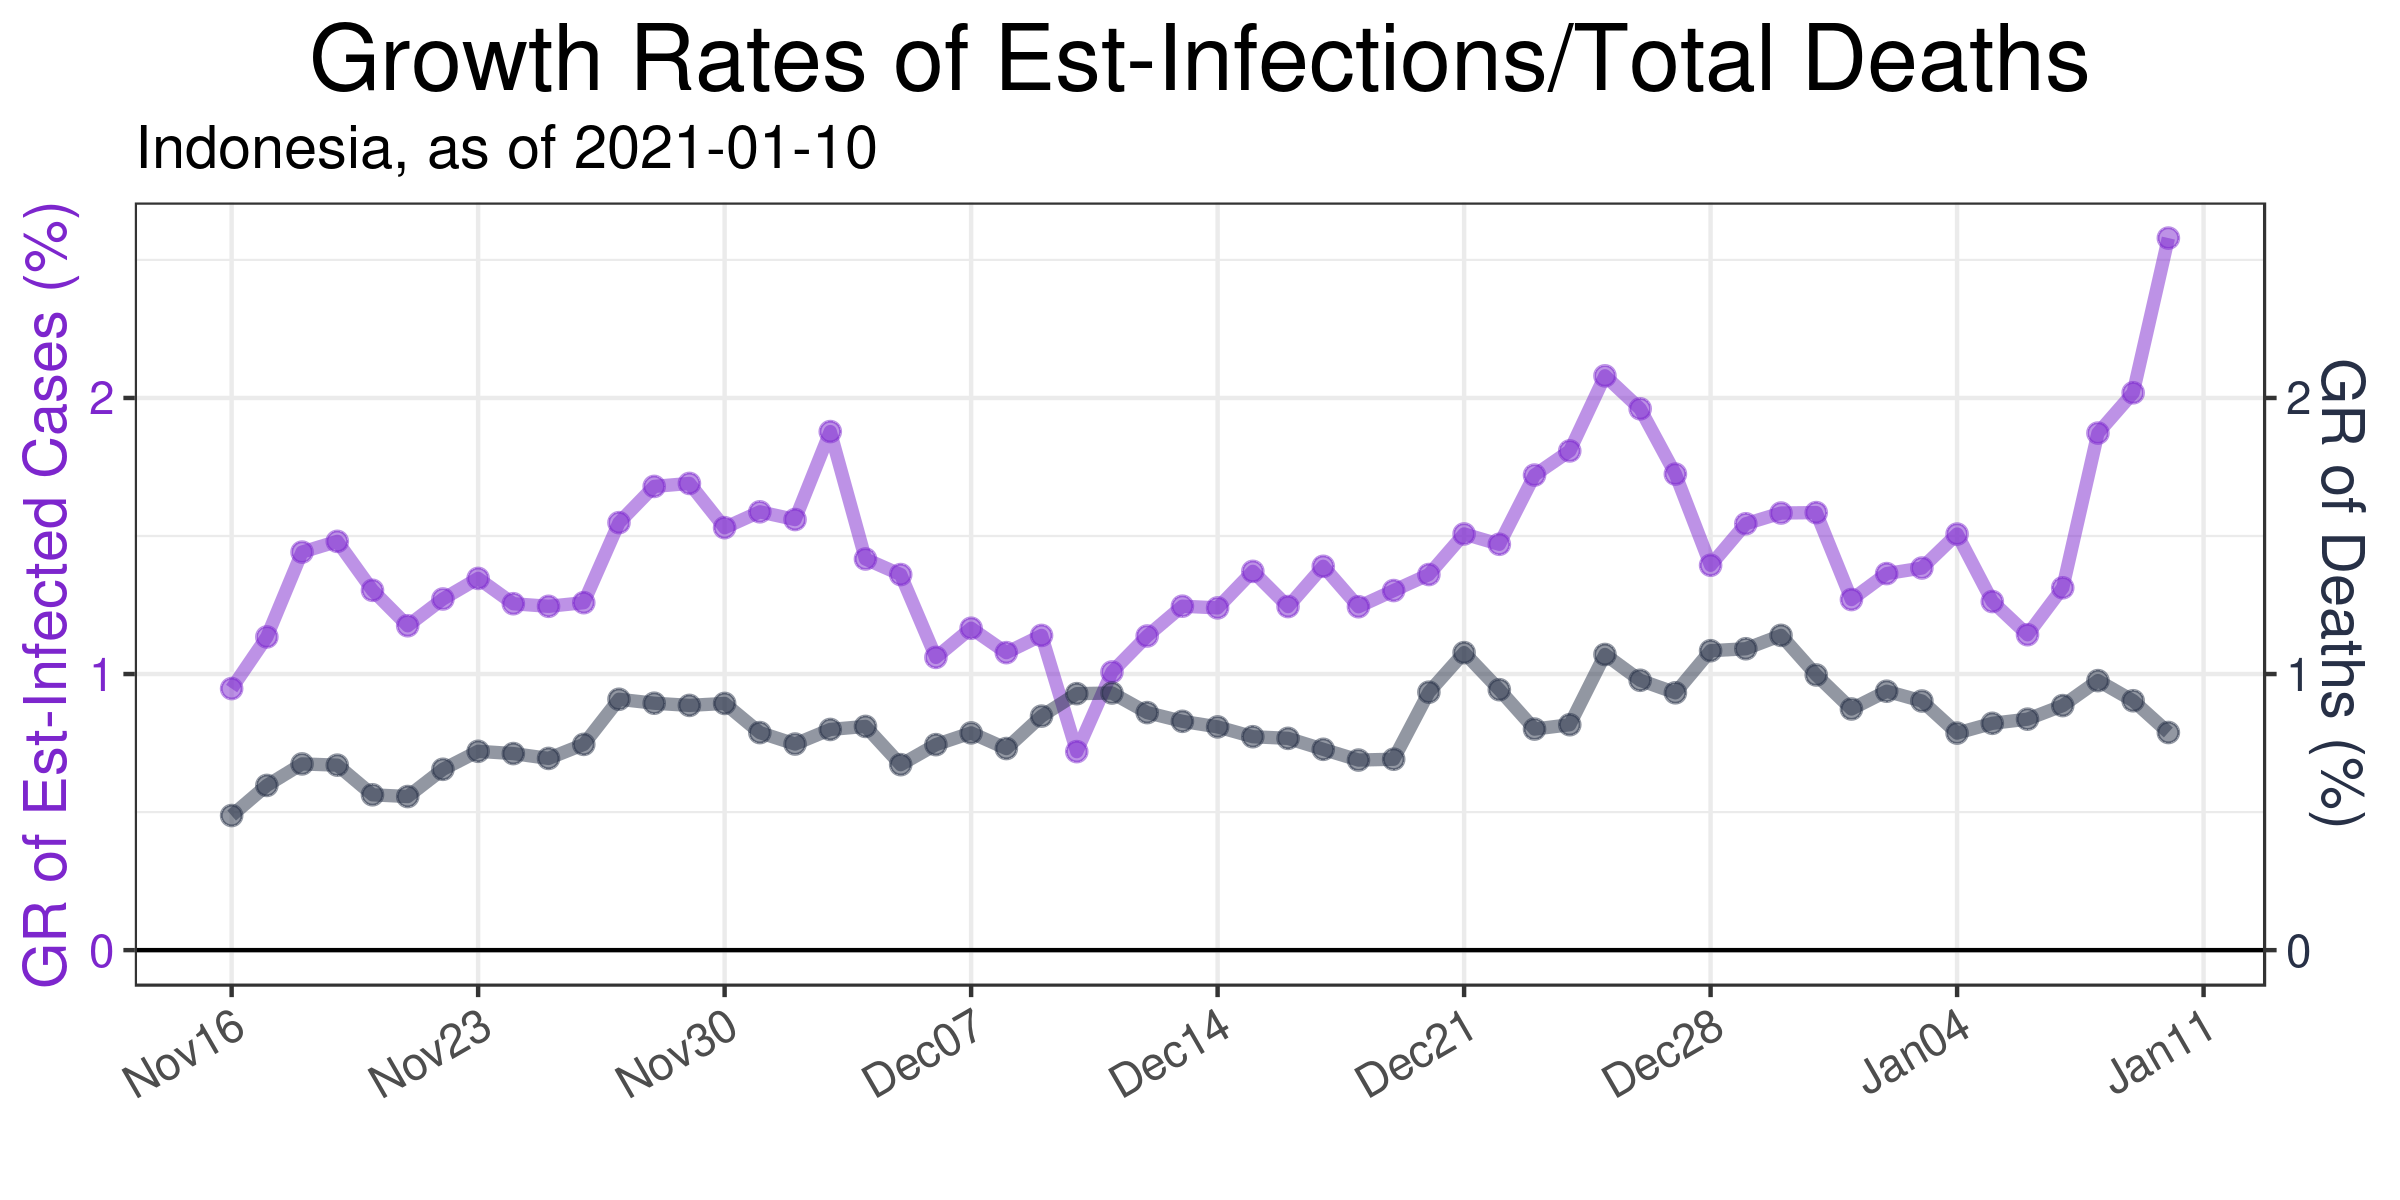 Growth Rates of Est-Infections/Total Deaths
Indonesia, as of 2021-01-10
GR of Est-Infected Cases (%)
2
1
0
2
1
0
GR of Deaths (%)
Nov16
Nov23
Nov30
Dec07
Dec14
Dec21
Dec28
Jan04
Jan11